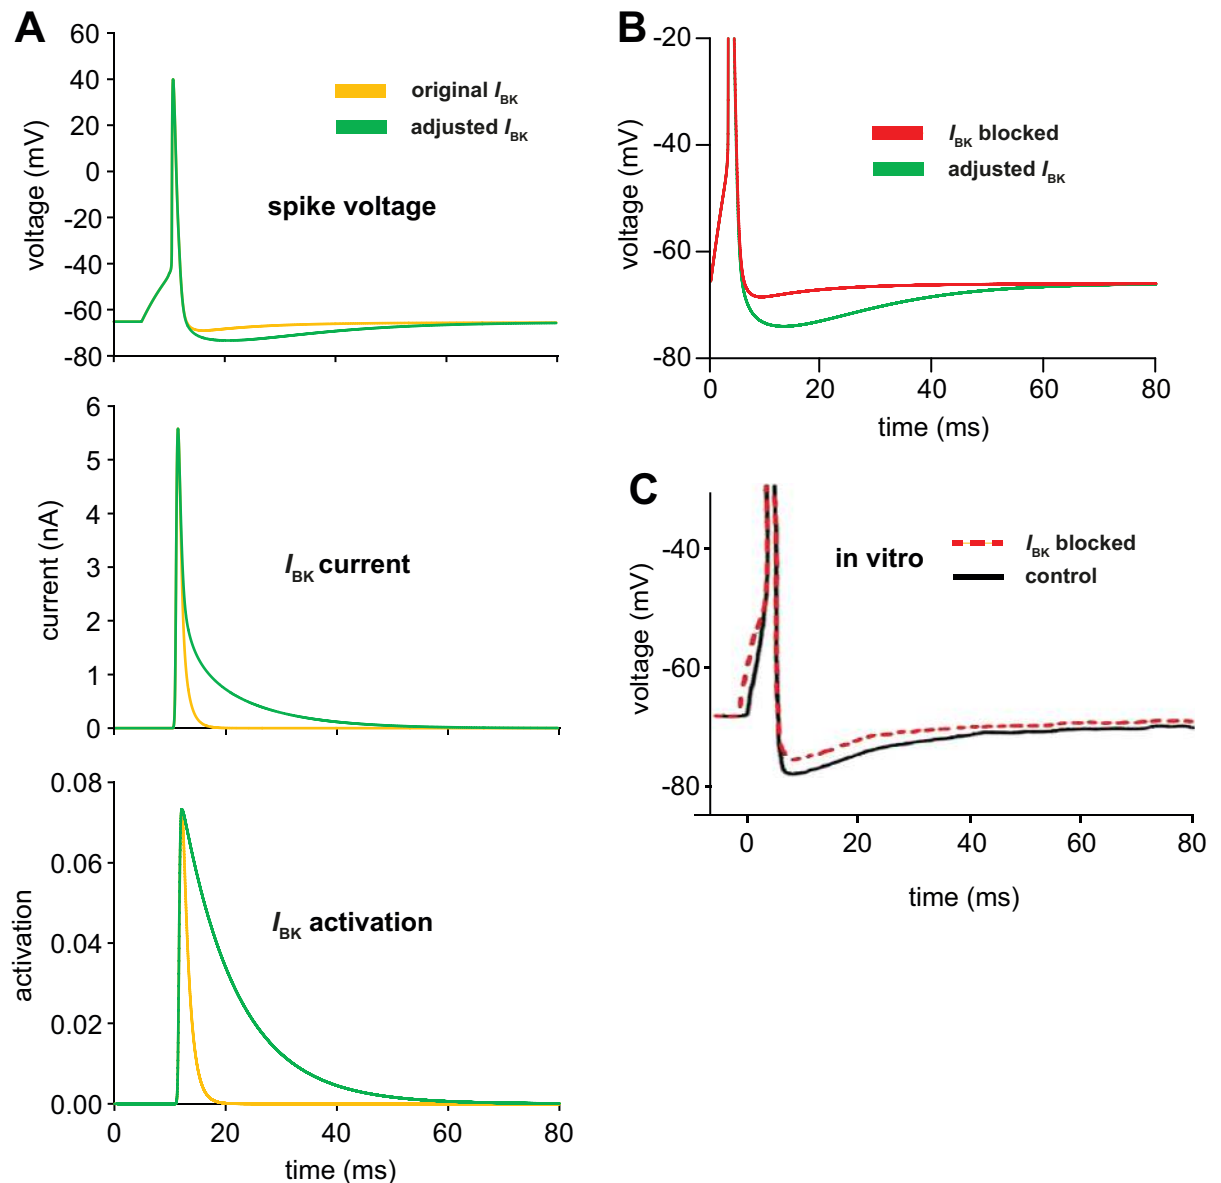 A
60
40
20
0
-20
-40
-60
-80
voltage (mV)
original IBK
adjusted IBK
spike voltage
20
40
60
80
6
5
4
3
2
1
0
current (nA)
IBK current
0.08
0.06
0.04
0.02
0.00
activation
IBK activation
0
20
40
60
80
time (ms)
B
-20
-40
-60
-80
voltage (mV)
IBK blocked
adjusted IBK
0
20
40
60
80
time (ms)
C
-40
-60
-80
voltage (mV)
in vitro
IBK blocked
control
0
20
40
60
80
time (ms)